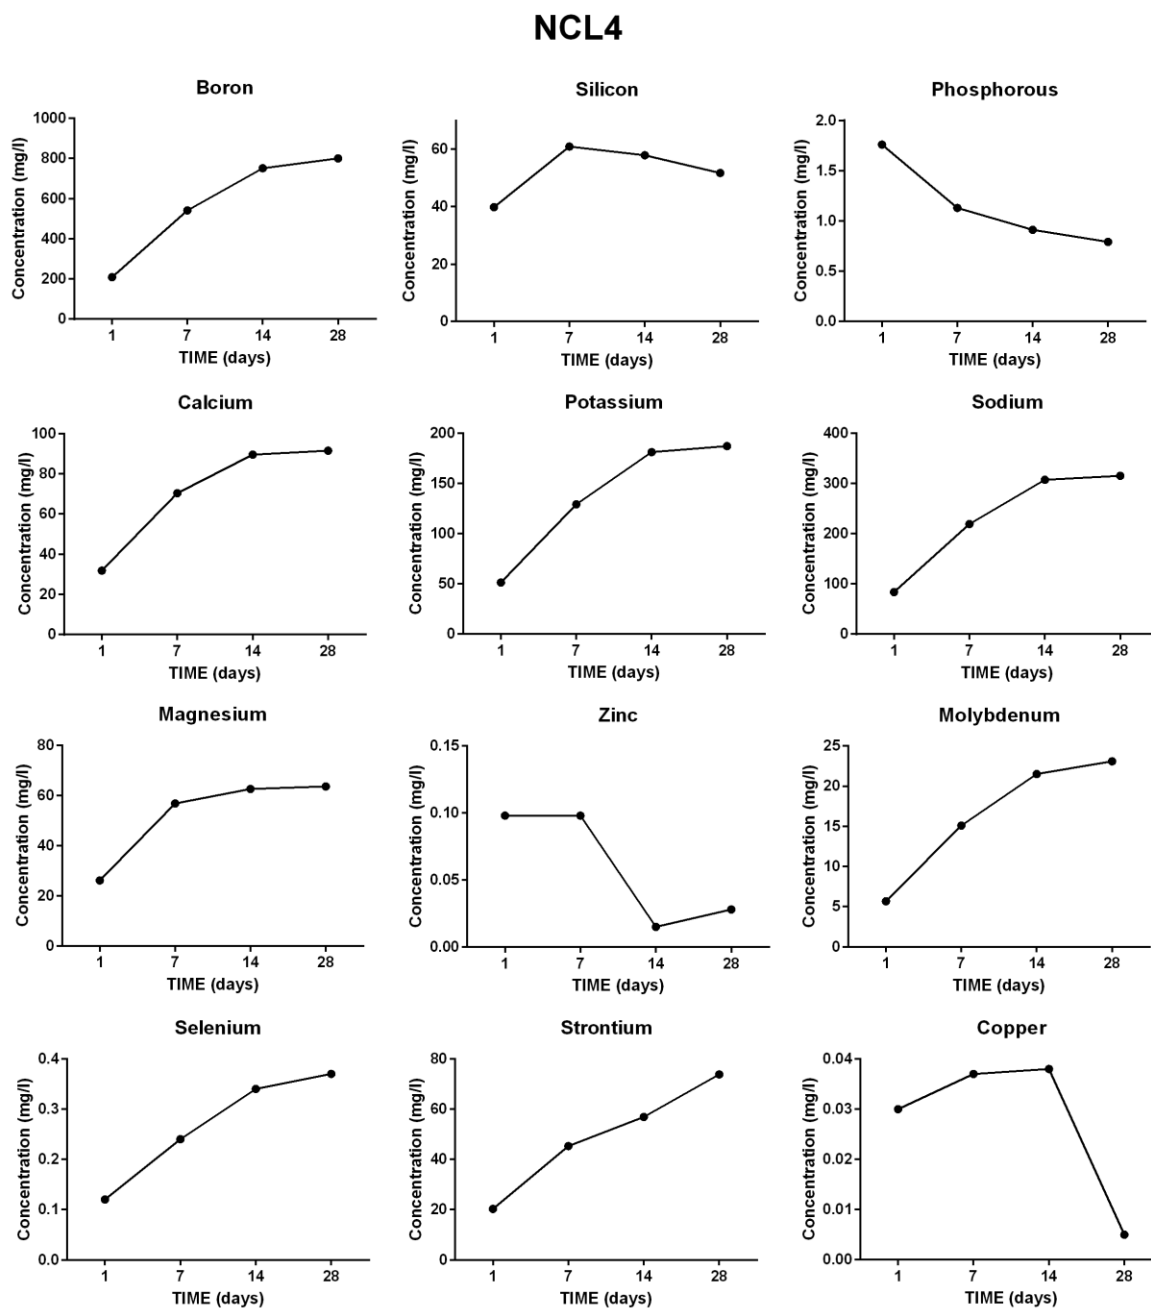 NCL4
Boron
Concentration (mg/l)
1000
800
600
400
200
0
1 7 14 28
TIME (days)
Silicon
Concentration (mg/l)
60
40
20
0
1 7 14 28
TIME (days)
Phosphorous
Concentration (mg/l)
2.0
1.5
1.0
0.5
0.0
1 7 14 28
TIME (days)
Calcium
Concentration (mg/l)
100
80
60
40
20
0
1 7 14 28
TIME (days)
Potassium
Concentration (mg/l)
200
150
100
50
0
1 7 14 28
TIME (days)
Sodium
Concentration (mg/l)
400
300
200
100
0
1 7 14 28
TIME (days)
Magnesium
Concentration (mg/l)
80
60
40
20
0
1 7 14 28
TIME (days)
Zinc
Concentration (mg/l)
0.15
0.10
0.05
0.00
1 7 14 28
TIME (days)
Molybdenum
Concentration (mg/l)
25
20
15
10
5
0
1 7 14 28
TIME (days)
Selenium
Concentration (mg/l)
0.4
0.3
0.2
0.1
0.0
1 7 14 28
TIME (days)
Strontium
Concentration (mg/l)
80
60
40
20
0
1 7 14 28
TIME (days)
Copper
Concentration (mg/l)
0.04
0.03
0.02
0.01
0.00
1 7 14 28
TIME (days)